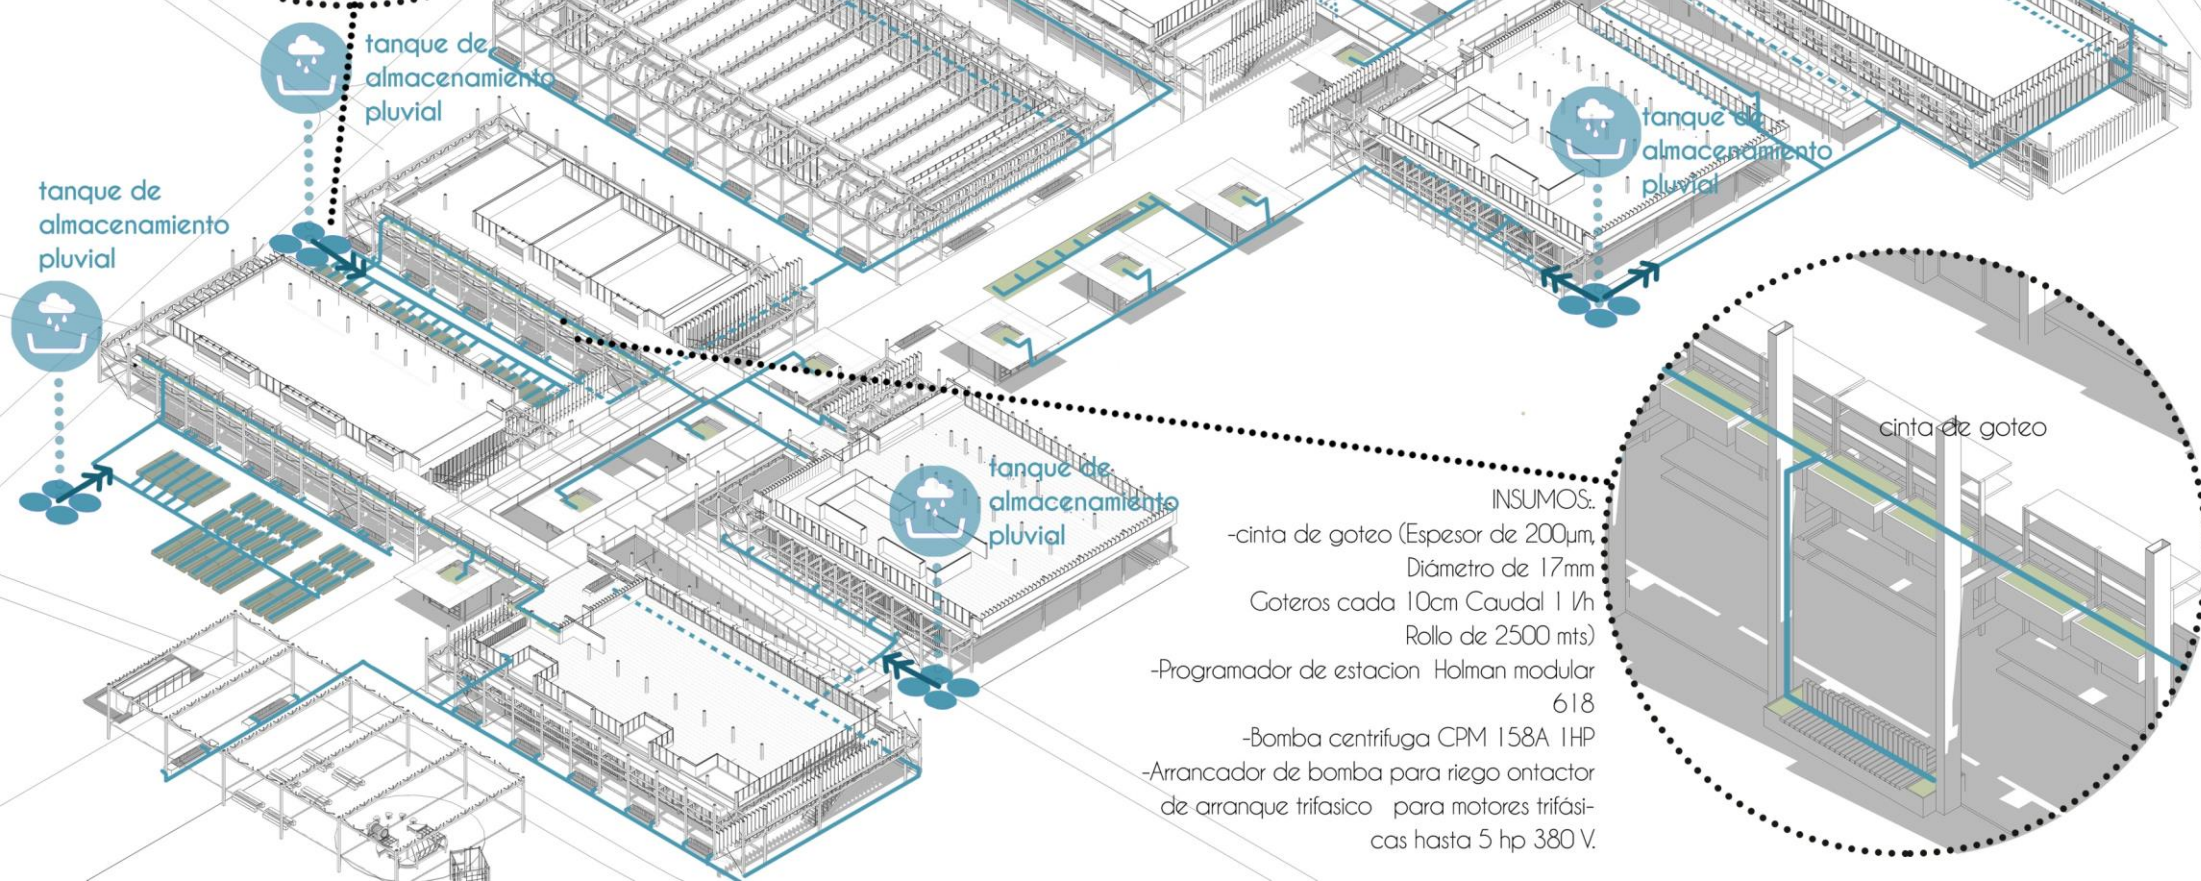 tanque de
almacenamiento
pluvial
tanque de
almacenamiento
pluvial
tanque de
almacenamiento
pluvial
tanque de
almacenamiento
pluvial
cinta de goteo
INSUMOS:.
-cinta de goteo (Espesor de 200µm,
Diámetro de 17mm
Goteros cada 10cm Caudal 1 l/h
Rollo de 2500 mts)
-Programador de estacion Holman modular
618
-Bomba centrifuga CPM 158A 1HP
-Arrancador de bomba para riego ontactor
de arranque trifasico para motores trifási-
cas hasta 5 hp 380 V.